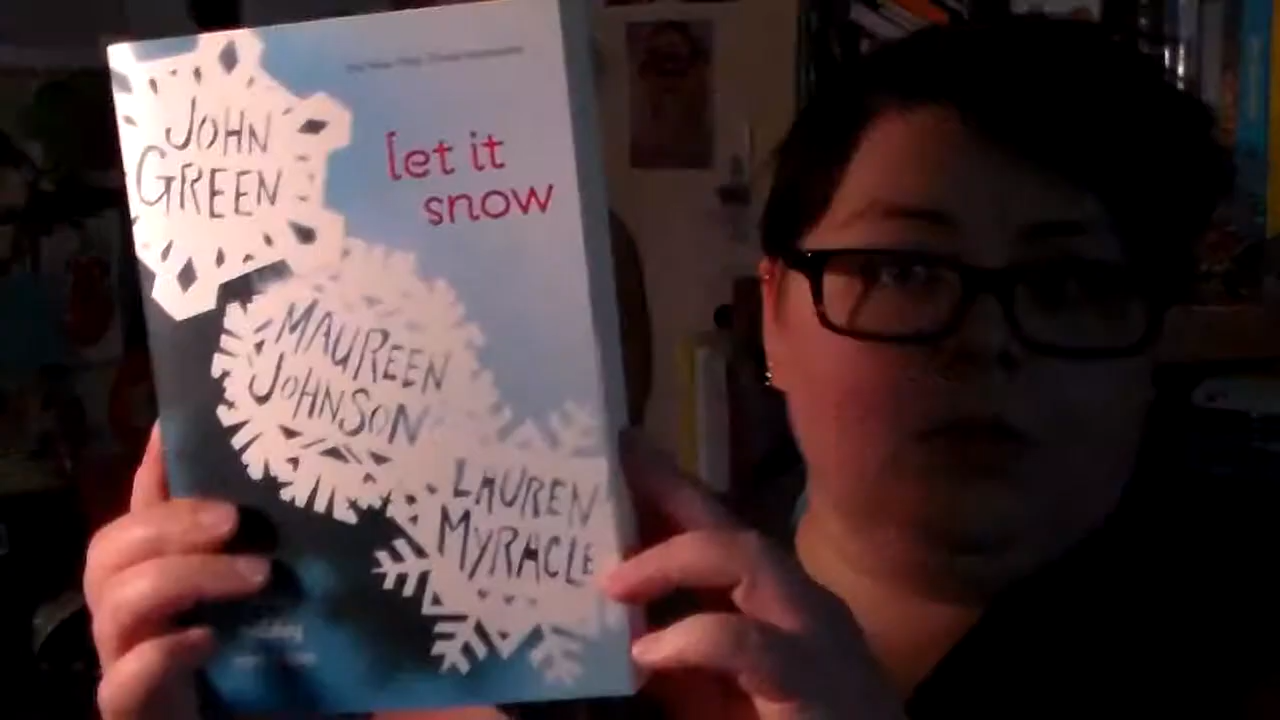 let it
snow
JOHN
GREEN
MAUREEN
JOHNSON
LAUREN
MYRACLE